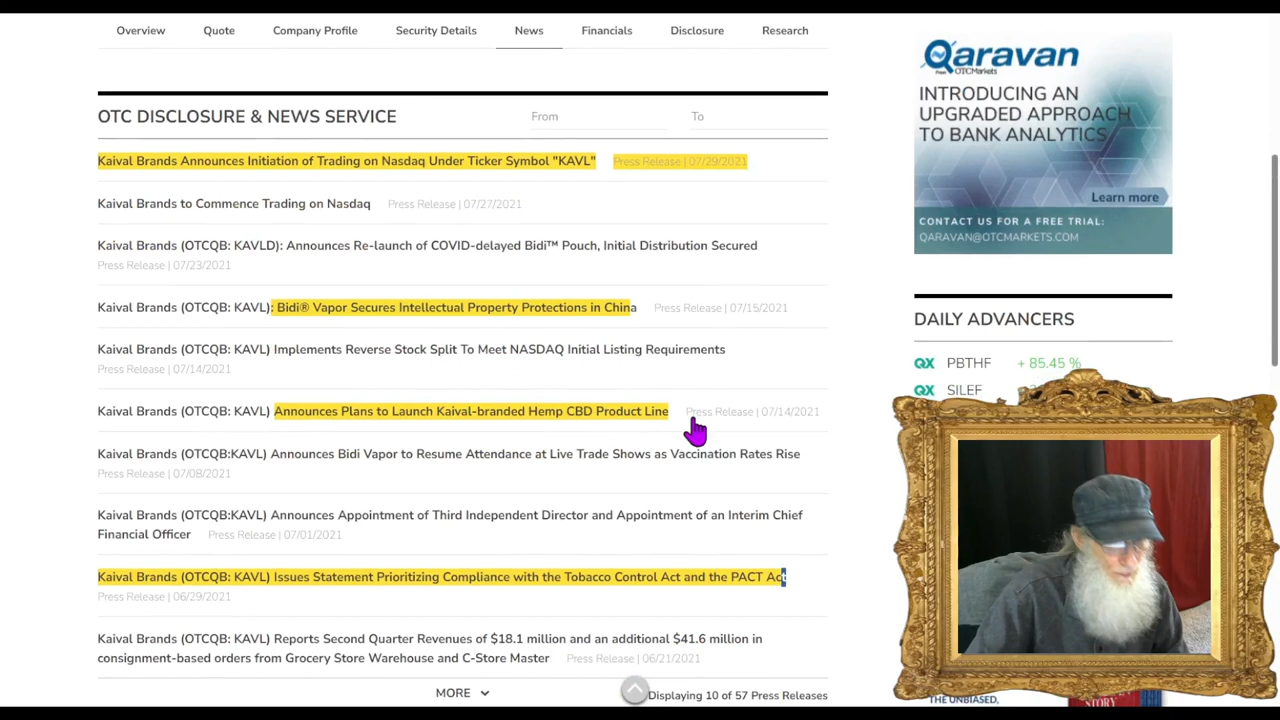 Overview Quote Company Profile Security Details News Financials Disclosure Research
OTC DISCLOSURE & NEWS SERVICE From To
Kaival Brands Announces Initiation of Trading on Nasdaq Under Ticker Symbol "KAVL" Press Release | 07/29/2021
Kaival Brands to Commence Trading on Nasdaq Press Release | 07/27/2021
Kaival Brands (OTCQB: KAVLD): Announces Re-launch of COVID-delayed Bidi™ Pouch, Initial Distribution Secured
Press Release | 07/23/2021
Kaival Brands (OTCQB: KAVL): Bidi® Vapor Secures Intellectual Property Protections in China Press Release | 07/15/2021
Kaival Brands (OTCQB: KAVL) Implements Reverse Stock Split To Meet NASDAQ Initial Listing Requirements
Press Release | 07/14/2021
Kaival Brands (OTCQB: KAVL) Announces Plans to Launch Kaival-branded Hemp CBD Product Line Press Release | 07/14/2021
Kaival Brands (OTCQB:KAVL) Announces Bidi Vapor to Resume Attendance at Live Trade Shows as Vaccination Rates Rise
Press Release | 07/08/2021
Kaival Brands (OTCQB:KAVL) Announces Appointment of Third Independent Director and Appointment of an Interim Chief
Financial Officer Press Release | 07/01/2021
Kaival Brands (OTCQB: KAVL) Issues Statement Prioritizing Compliance with the Tobacco Control Act and the PACT Act
Press Release | 06/29/2021
Kaival Brands (OTCQB: KAVL) Reports Second Quarter Revenues of $18.1 million and an additional $41.6 million in
consignment-based orders from Grocery Store Warehouse and C-Store Master Press Release | 06/21/2021
MORE
Displaying 10 of 57 Press Releases
Qaravan
From OTCMarkets
INTRODUCING AN
UPGRADED APPROACH
TO BANK ANALYTICS
Learn more
CONTACT US FOR A FREE TRIAL:
QARAVAN@OTCMARKETS.COM
DAILY ADVANCERS
QX PBTHF + 85.45 %
QX SILEF
THE UNBIASED,
STORY